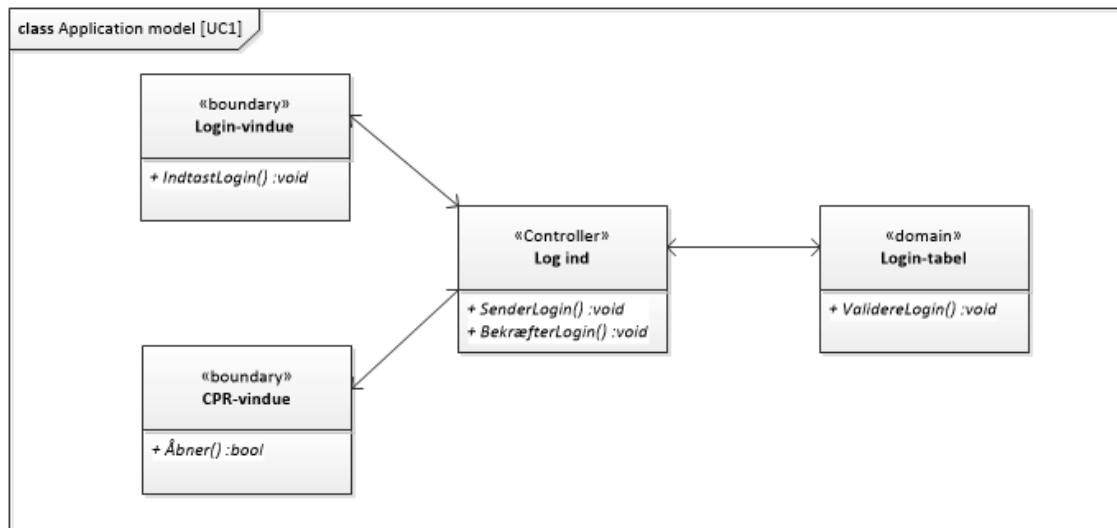 class Application model [UC1]
«boundary»
Login-vindue
+ IndtastLogin() :void
«Controller»
Log ind
+ SenderLogin() :void
+ BekræfterLogin() :void
«domain»
Login-tabel
+ ValidereLogin() :void
«boundary»
CPR-vindue
+ Åbner() :bool